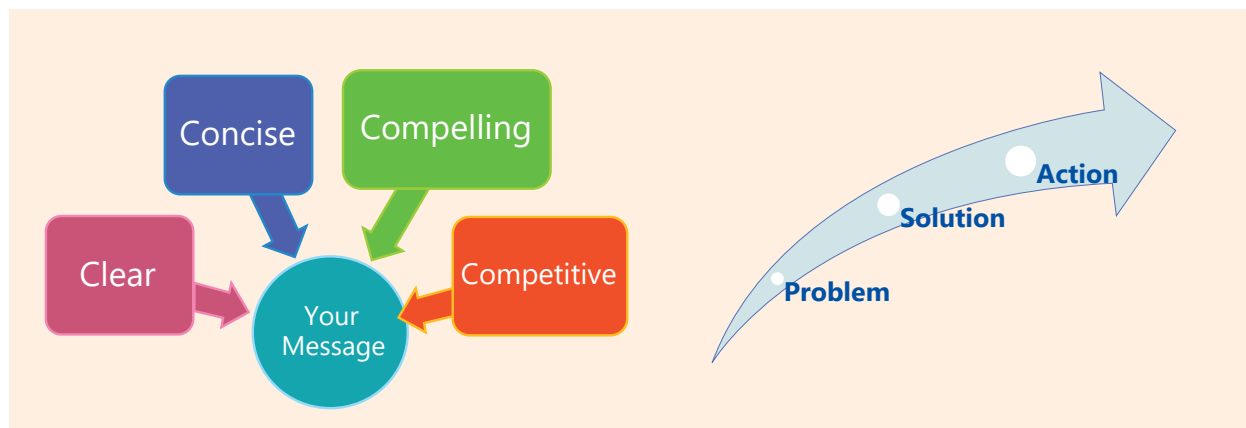 Concise
Compelling
Clear
Competitive
Your
Message
Action
Solution
Problem